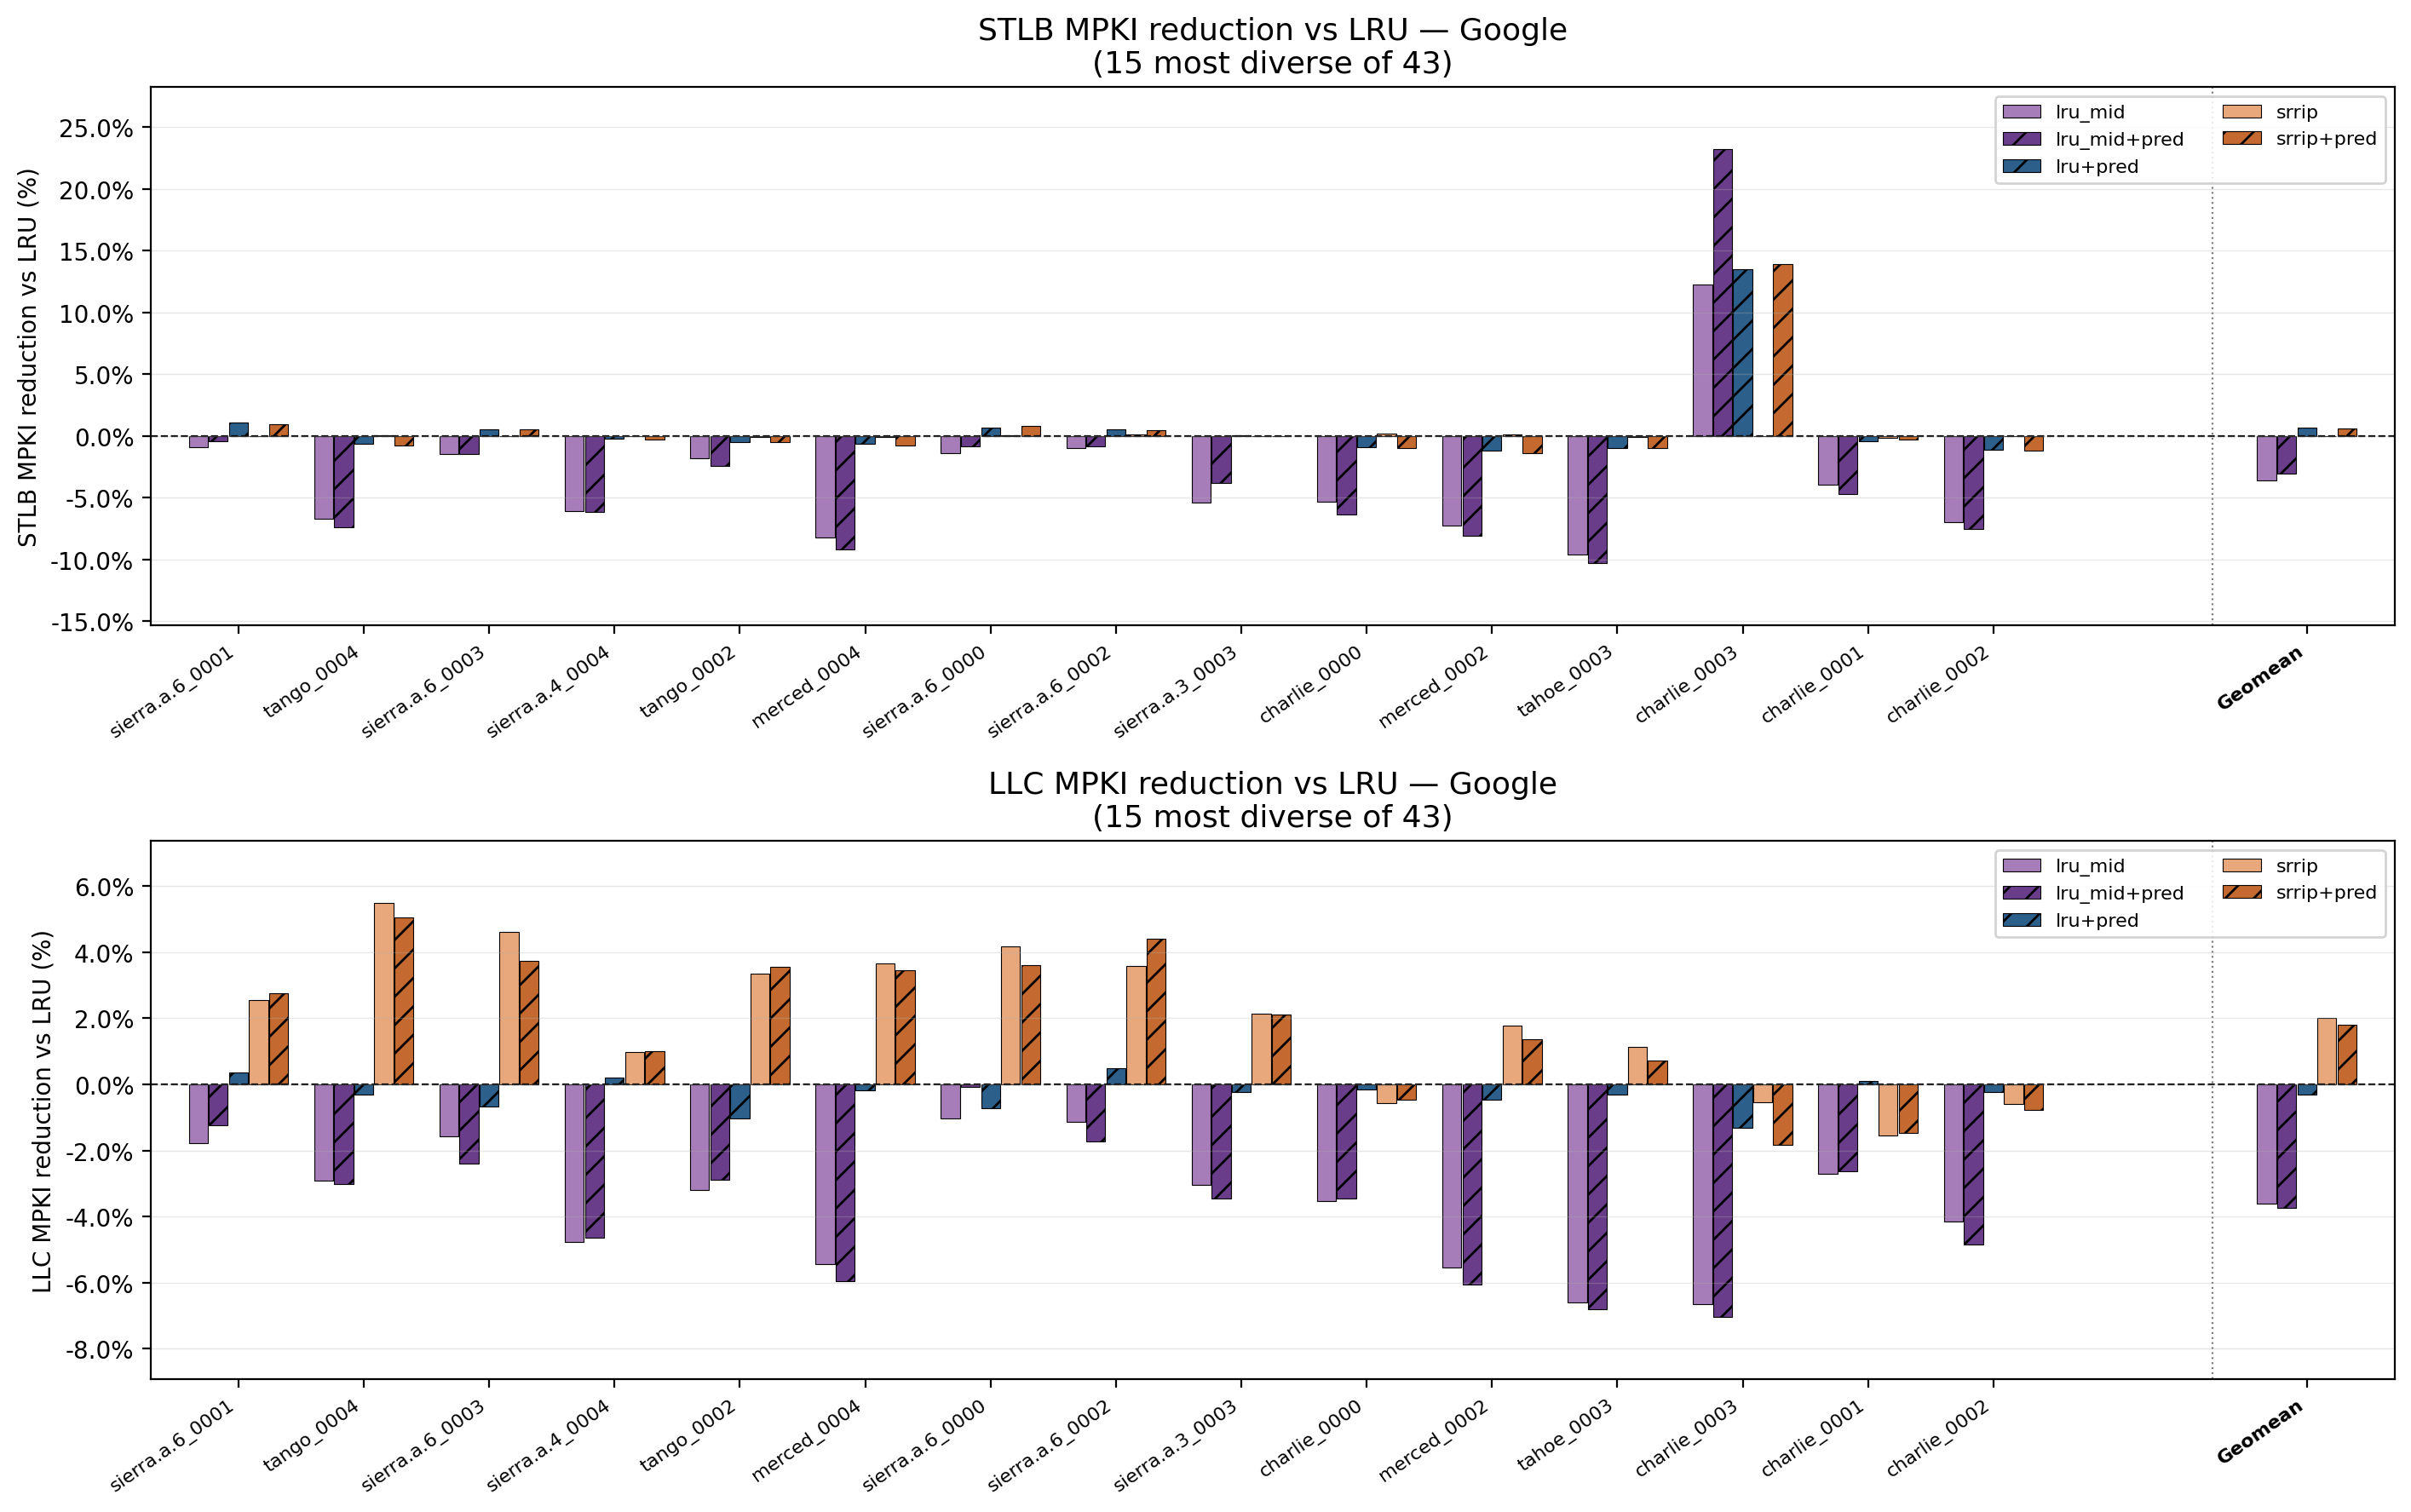 STLB MPKI reduction vs LRU — Google
(15 most diverse of 43)
STLB MPKI reduction vs LRU (%)
25.0%
20.0%
15.0%
10.0%
5.0%
0.0%
-5.0%
-10.0%
-15.0%
lru_mid
lru_mid+pred
lru+pred
srrip
srrip+pred
sierra.a.6_0001
tango_0004
sierra.a.6_0003
sierra.a.4_0004
tango_0002
merced_0004
sierra.a.6_0000
sierra.a.6_0002
sierra.a.3_0003
charlie_0000
merced_0002
tahoe_0003
charlie_0003
charlie_0001
charlie_0002
Geomean
LLC MPKI reduction vs LRU — Google
(15 most diverse of 43)
LLC MPKI reduction vs LRU (%)
6.0%
4.0%
2.0%
0.0%
-2.0%
-4.0%
-6.0%
-8.0%
lru_mid
lru_mid+pred
lru+pred
srrip
srrip+pred
sierra.a.6_0001
tango_0004
sierra.a.6_0003
sierra.a.4_0004
tango_0002
merced_0004
sierra.a.6_0000
sierra.a.6_0002
sierra.a.3_0003
charlie_0000
merced_0002
tahoe_0003
charlie_0003
charlie_0001
charlie_0002
Geomean